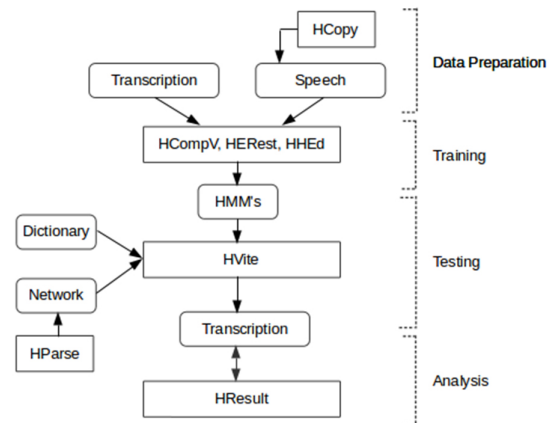 HCopy
Data Preparation
Transcription
Speech
HCompV, HERest, HHEd
Training
HMM's
Dictionary
HVite
Testing
Network
Transcription
HParse
Analysis
HResult